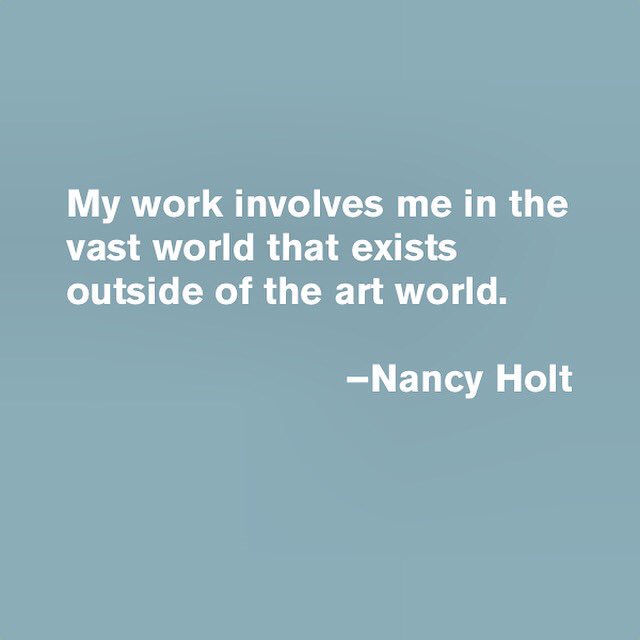 My work involves me in the
vast world that exists
outside of the art world.
–Nancy Holt